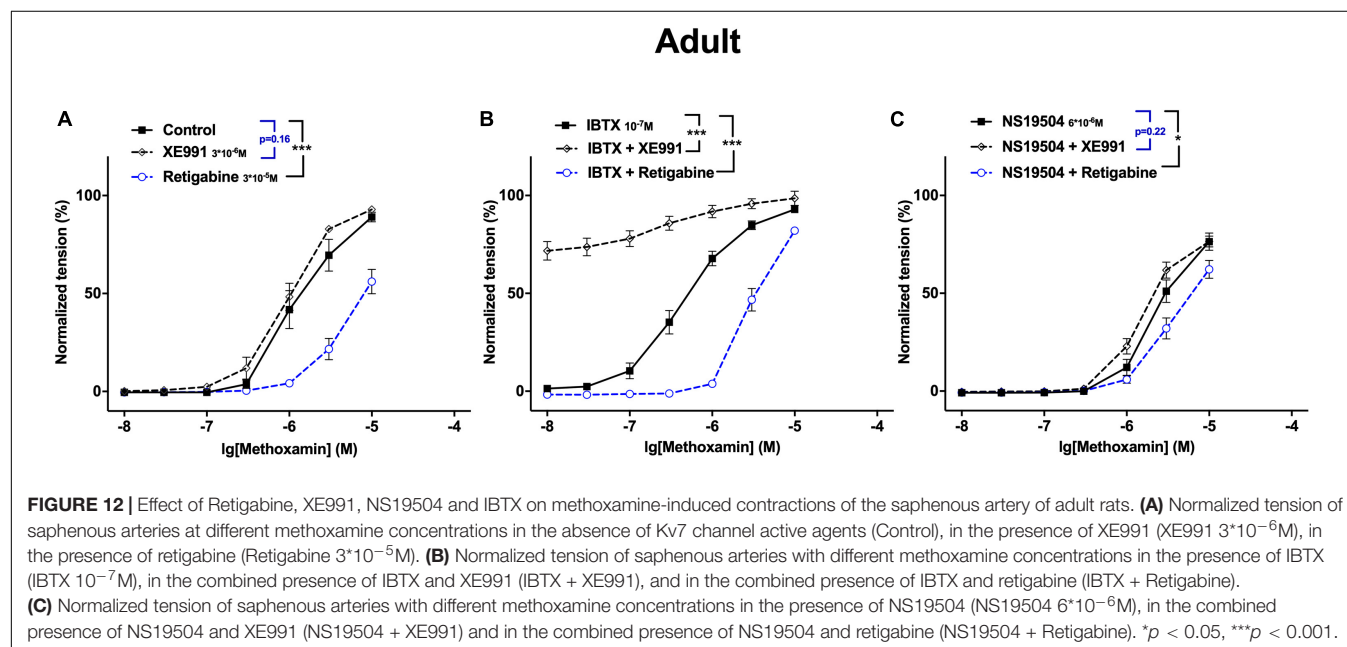 Adult
A
Control
XE991 3*10-6M
Retigabine 3*10-5M
p=0.16
***
Normalized tension (%)
100
50
0
-8 -7 -6 -5 -4
lg[Methoxamin] (M)
B
IBTX 10-7M
IBTX + XE991
IBTX + Retigabine
***
***
Normalized tension (%)
100
50
0
-8 -7 -6 -5 -4
lg[Methoxamin] (M)
C
NS19504 6*10-6M
NS19504 + XE991
NS19504 + Retigabine
p=0.22
*
Normalized tension (%)
100
50
0
-8 -7 -6 -5 -4
lg[Methoxamin] (M)
FIGURE 12 | Effect of Retigabine, XE991, NS19504 and IBTX on methoxamine-induced contractions of the saphenous artery of adult rats. (A) Normalized tension of
saphenous arteries at different methoxamine concentrations in the absence of Kv7 channel active agents (Control), in the presence of XE991 (XE991 3*10−6M), in
the presence of retigabine (Retigabine 3*10−5M). (B) Normalized tension of saphenous arteries with different methoxamine concentrations in the presence of IBTX
(IBTX 10−7M), in the combined presence of IBTX and XE991 (IBTX + XE991), and in the combined presence of IBTX and retigabine (IBTX + Retigabine).
(C) Normalized tension of saphenous arteries with different methoxamine concentrations in the presence of NS19504 (NS19504 6*10−6M), in the combined
presence of NS19504 and XE991 (NS19504 + XE991) and in the combined presence of NS19504 and retigabine (NS19504 + Retigabine). *p < 0.05, ***p < 0.001.